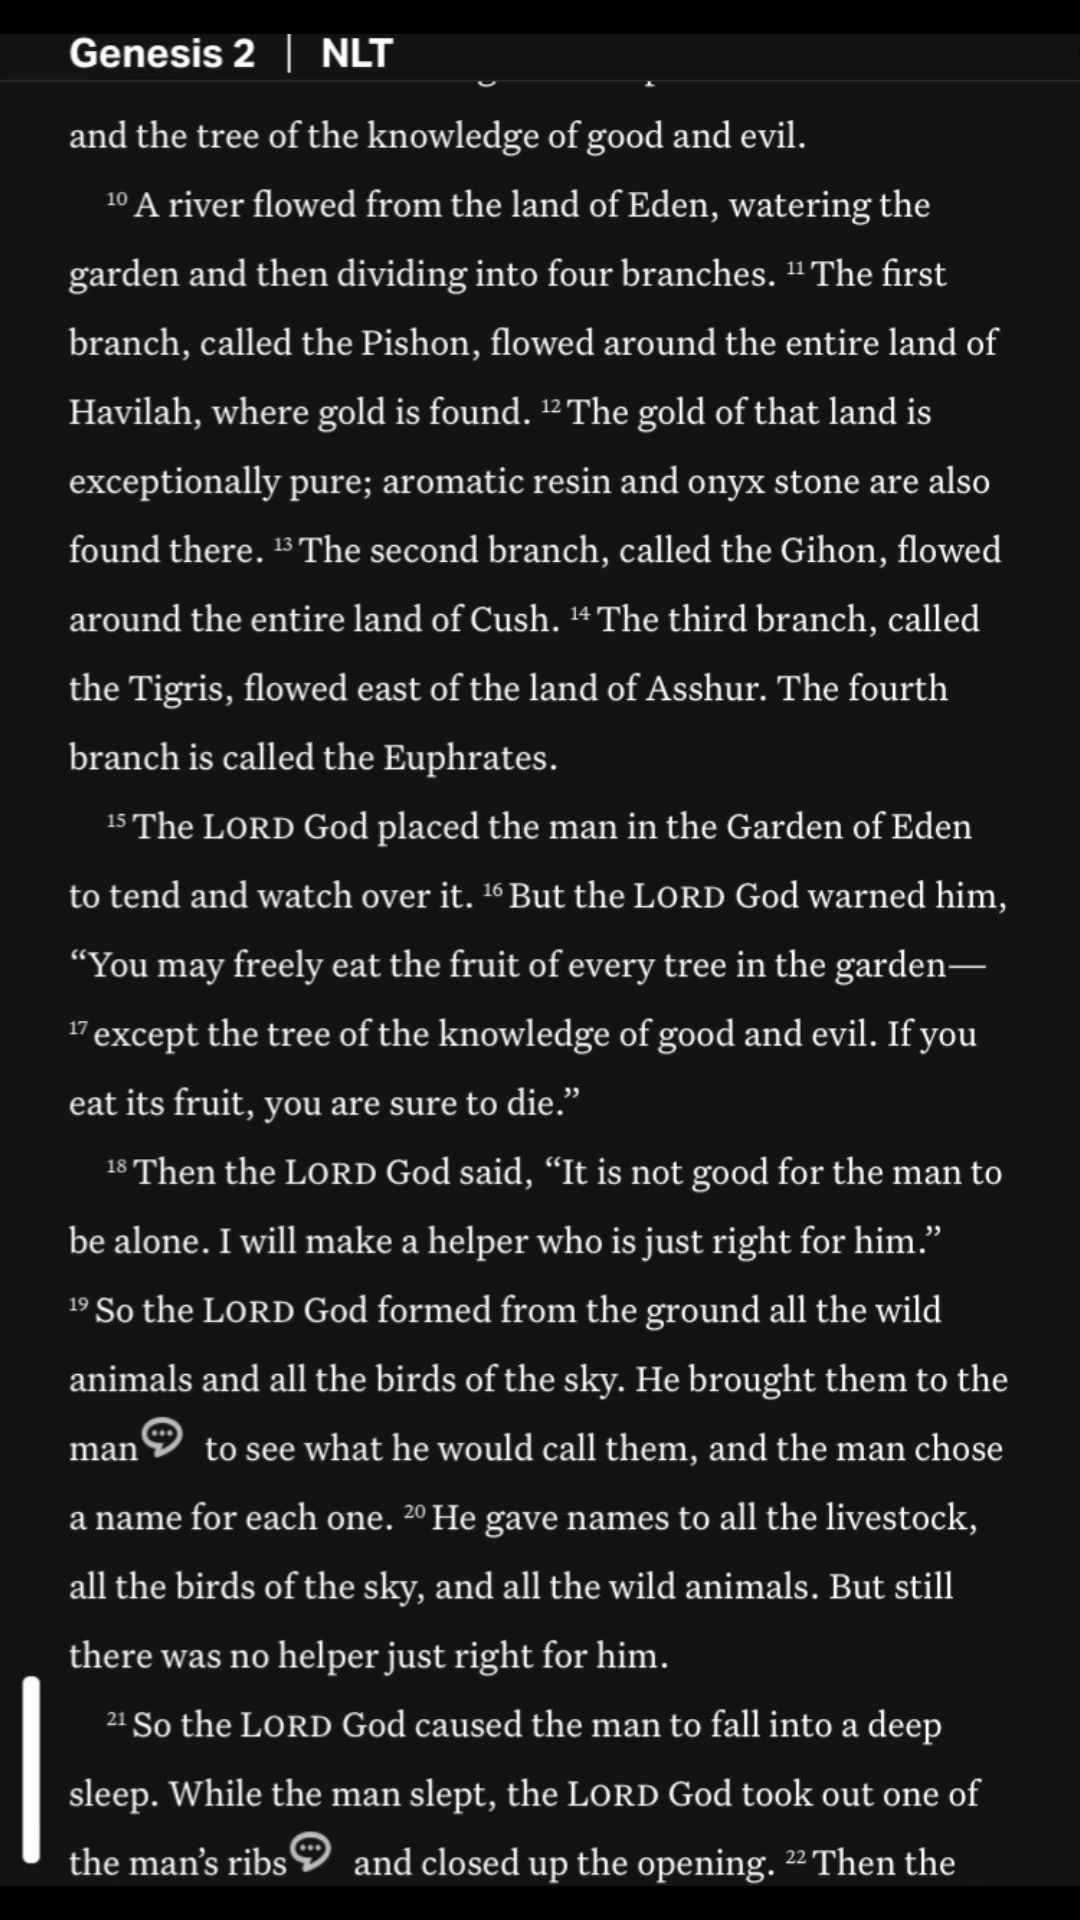 Genesis 2 | NLT
and the tree of the knowledge of good and evil.
10 A river flowed from the land of Eden, watering the
garden and then dividing into four branches. 11 The first
branch, called the Pishon, flowed around the entire land of
Havilah, where gold is found. 12 The gold of that land is
exceptionally pure; aromatic resin and onyx stone are also
found there. 13 The second branch, called the Gihon, flowed
around the entire land of Cush. 14 The third branch, called
the Tigris, flowed east of the land of Asshur. The fourth
branch is called the Euphrates.
15 The LORD God placed the man in the Garden of Eden
to tend and watch over it. 16 But the LORD God warned him,
“You may freely eat the fruit of every tree in the garden—
17 except the tree of the knowledge of good and evil. If you
eat its fruit, you are sure to die.”
18 Then the LORD God said, “It is not good for the man to
be alone. I will make a helper who is just right for him.”
19 So the LORD God formed from the ground all the wild
animals and all the birds of the sky. He brought them to the
man to see what he would call them, and the man chose
a name for each one. 20 He gave names to all the livestock,
all the birds of the sky, and all the wild animals. But still
there was no helper just right for him.
21 So the LORD God caused the man to fall into a deep
sleep. While the man slept, the LORD God took out one of
the man’s ribs and closed up the opening. 22 Then the